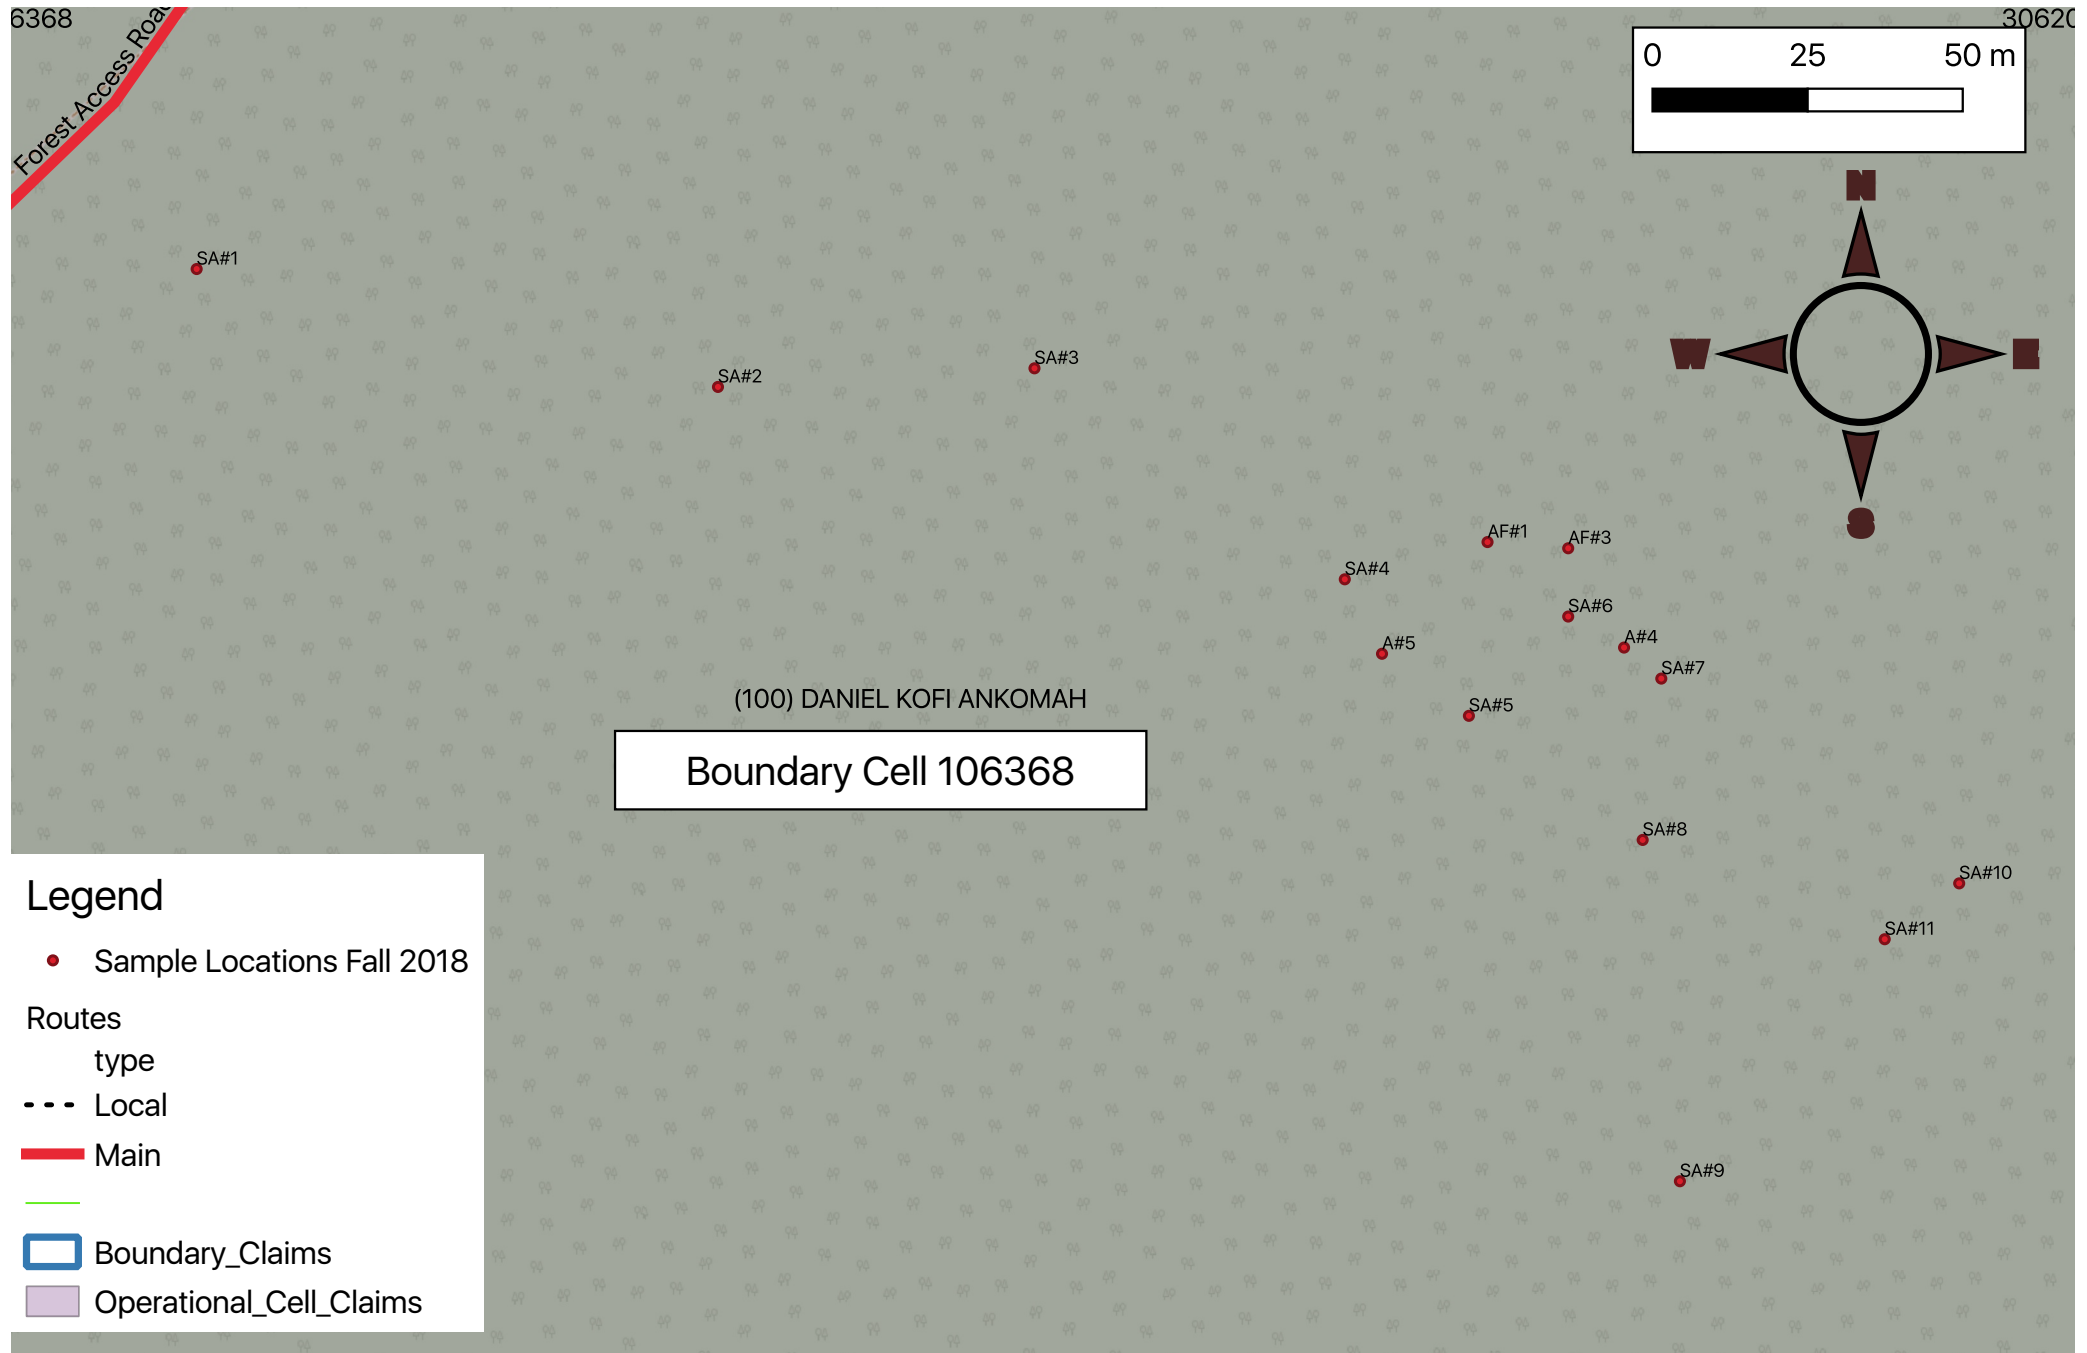 6368
30620
Forest Access Road
0 25 50 m
N
W
E
S
SA#1
SA#2
SA#3
AF#1
AF#3
SA#4
SA#6
A#4
A#5
SA#7
SA#5
(100) DANIEL KOFI ANKOMAH
Boundary Cell 106368
SA#8
SA#10
SA#11
SA#9
Legend
Sample Locations Fall 2018
Routes
type
Local
Main
Boundary_Claims
Operational_Cell_Claims